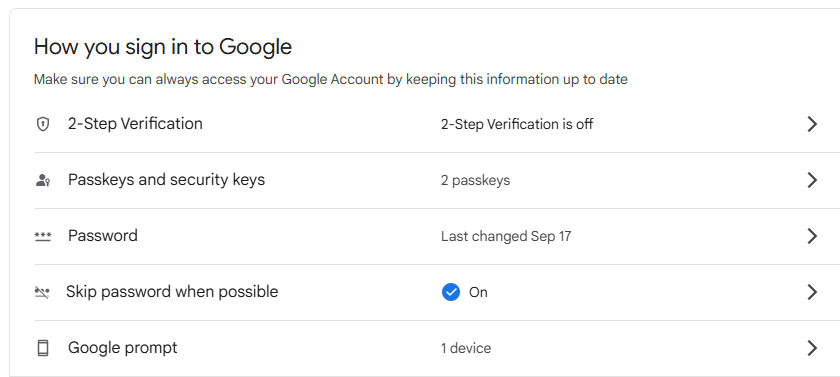 How you sign in to Google
Make sure you can always access your Google Account by keeping this information up to date
2-Step Verification 2-Step Verification is off
Passkeys and security keys 2 passkeys
Password Last changed Sep 17
Skip password when possible On
Google prompt 1 device